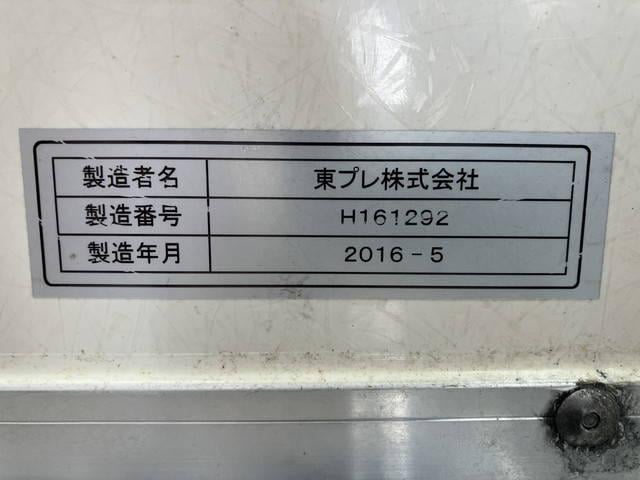 製造者名 東プレ株式会社
製造番号 H161292
製造年月 2016-5